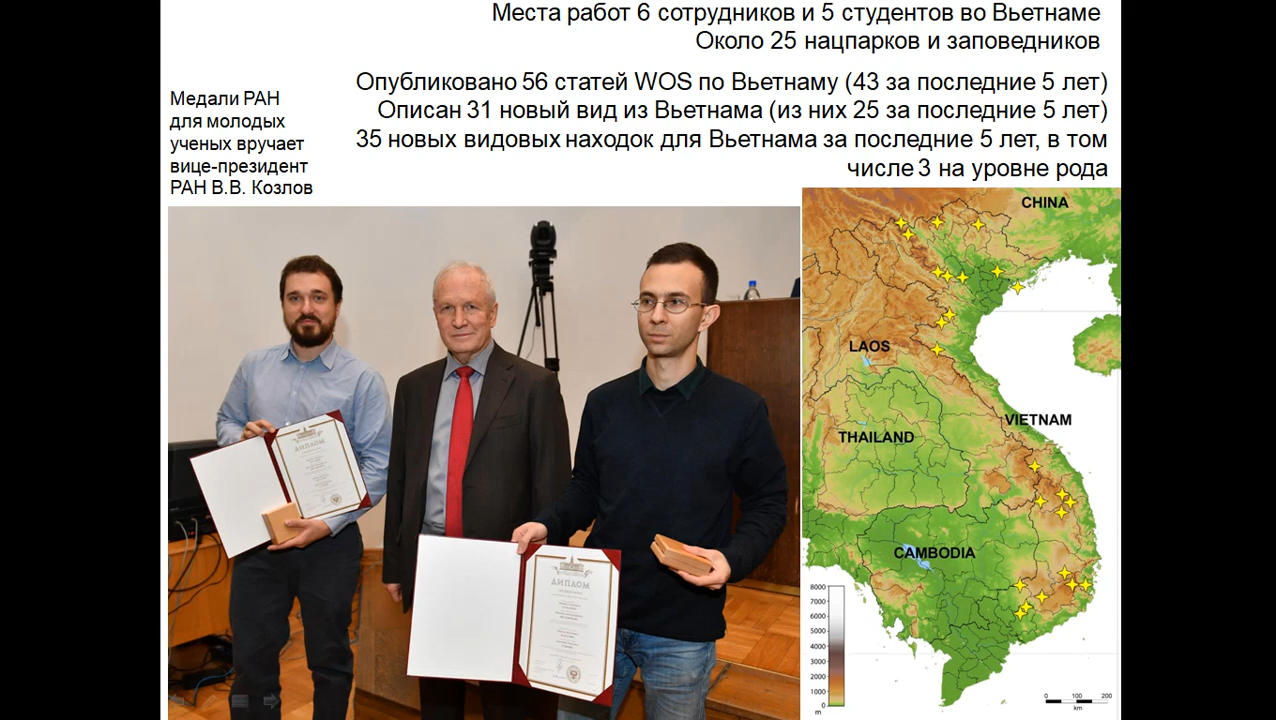 Места работ 6 сотрудников и 5 студентов во Вьетнаме
Около 25 нацпарков и заповедников
Опубликовано 56 статей WOS по Вьетнаму (43 за последние 5 лет)
Описан 31 новый вид из Вьетнама (из них 25 за последние 5 лет)
35 новых видовых находок для Вьетнама за последние 5 лет, в том
числе 3 на уровне рода
Медали РАН
для молодых
ученых вручает
вице-президент
РАН В.В. Козлов
ДИПЛОМ
ДИПЛОМ
CHINA
LAOS
VIETNAM
THAILAND
CAMBODIA
8000
7000
6000
5000
4000
3000
2000
1000
0
m
0 100 200
km